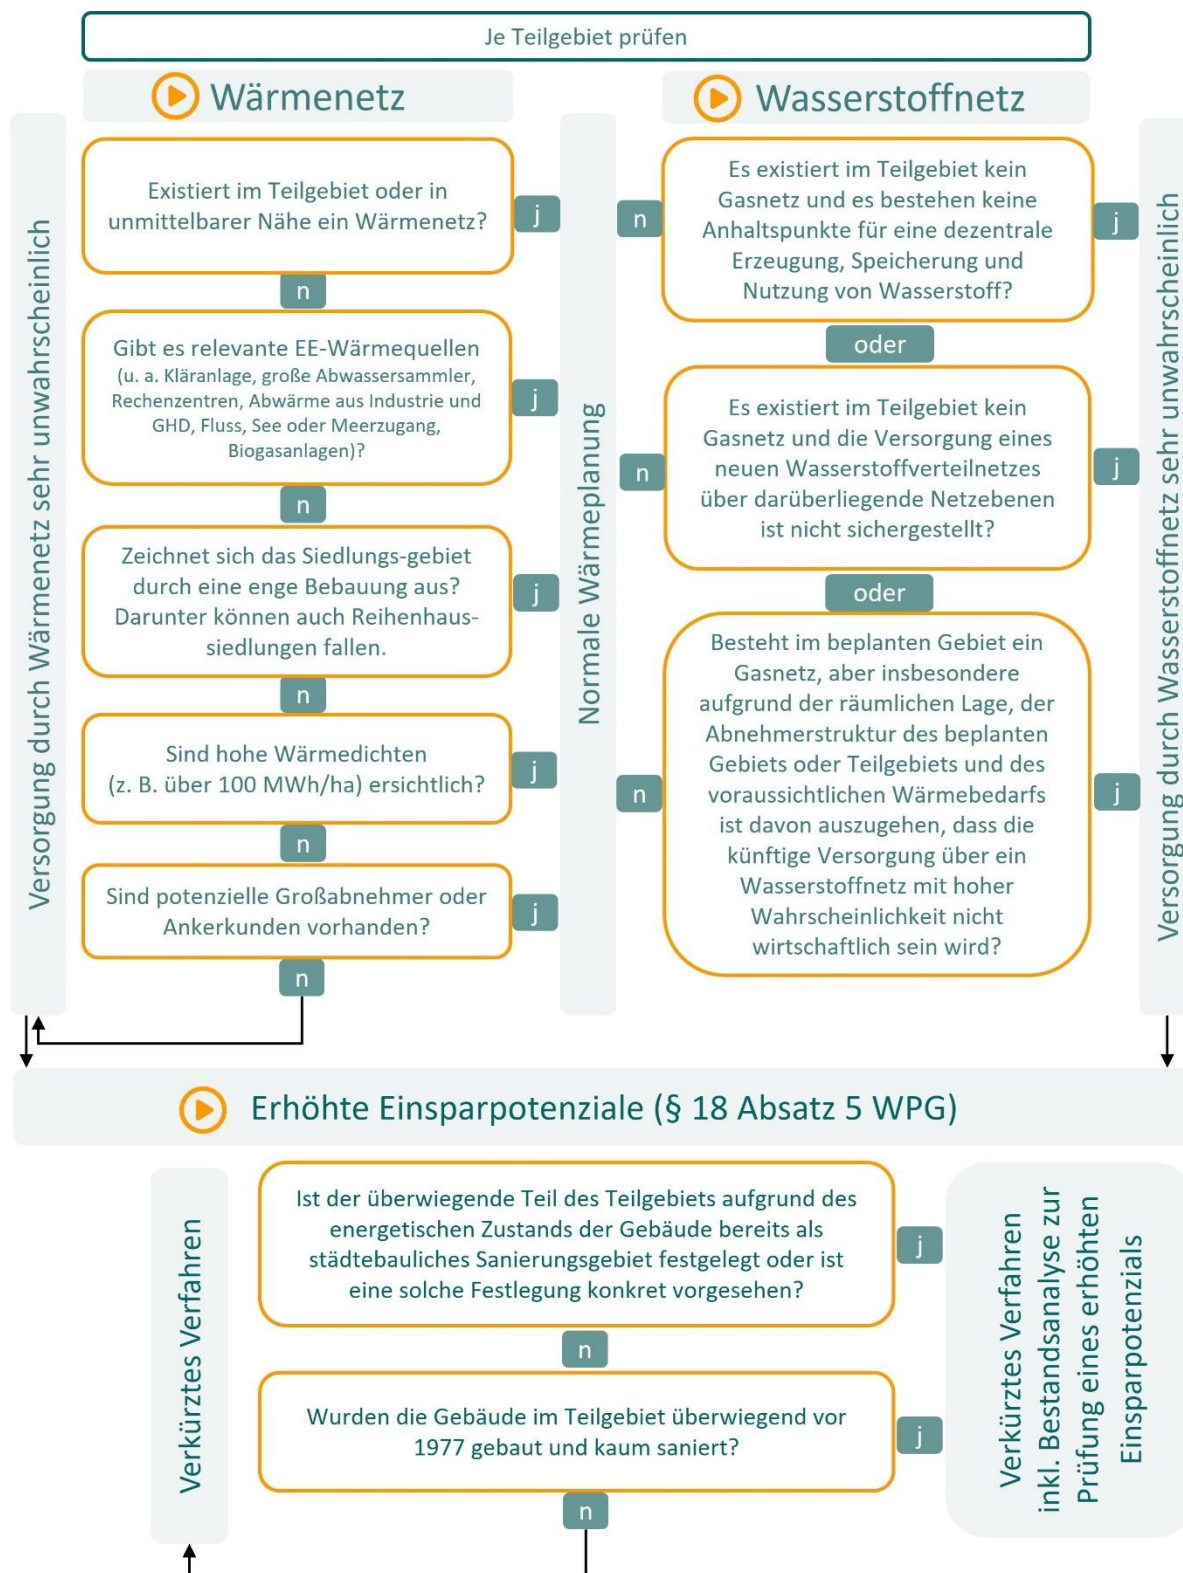 Je Teilgebiet prüfen
Wärmenetz
Versorgung durch Wärmenetz sehr unwahrscheinlich
Existiert im Teilgebiet oder in
unmittelbarer Nähe ein Wärmenetz?
j
n
Gibt es relevante EE-Wärmequellen
(u. a. Kläranlage, große Abwassersammler,
Rechenzentren, Abwärme aus Industrie und
GHD, Fluss, See oder Meerzugang,
Biogasanlagen)?
j
n
Zeichnet sich das Siedlungs-gebiet
durch eine enge Bebauung aus?
Darunter können auch Reihenhaus-
siedlungen fallen.
j
n
Sind hohe Wärmedichten
(z. B. über 100 MWh/ha) ersichtlich?
j
n
Sind potenzielle Großabnehmer oder
Ankerkunden vorhanden?
j
n
Normale Wärmeplanung
Wasserstoffnetz
n
Es existiert im Teilgebiet kein
Gasnetz und es bestehen keine
Anhaltspunkte für eine dezentrale
Erzeugung, Speicherung und
Nutzung von Wasserstoff?
j
oder
n
Es existiert im Teilgebiet kein
Gasnetz und die Versorgung eines
neuen Wasserstoffverteilnetzes
über darüberliegende Netzebenen
ist nicht sichergestellt?
j
oder
n
Besteht im beplanten Gebiet ein
Gasnetz, aber insbesondere
aufgrund der räumlichen Lage, der
Abnehmerstruktur des beplanten
Gebiets oder Teilgebiets und des
voraussichtlichen Wärmebedarfs
ist davon auszugehen, dass die
künftige Versorgung über ein
Wasserstoffnetz mit hoher
Wahrscheinlichkeit nicht
wirtschaftlich sein wird?
j
Versorgung durch Wasserstoffnetz sehr unwahrscheinlich
Erhöhte Einsparpotenziale (§ 18 Absatz 5 WPG)
Verkürztes Verfahren
Ist der überwiegende Teil des Teilgebiets aufgrund des
energetischen Zustands der Gebäude bereits als
städtebauliches Sanierungsgebiet festgelegt oder ist
eine solche Festlegung konkret vorgesehen?
j
n
Wurden die Gebäude im Teilgebiet überwiegend vor
1977 gebaut und kaum saniert?
j
n
Verkürztes Verfahren
inkl. Bestandsanalyse zur
Prüfung eines erhöhten
Einsparpotenzials